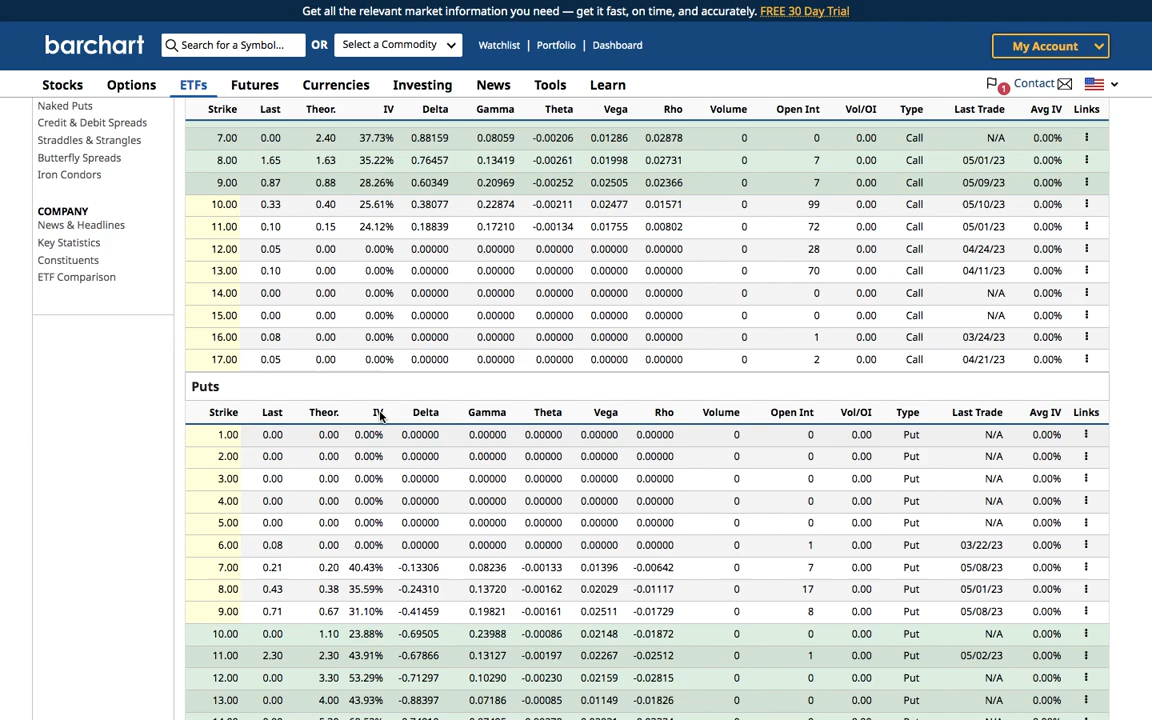 Get all the relevant market information you need — get it fast, on time, and accurately. FREE 30 Day Trial
barchart Search for a Symbol... OR Select a Commodity Watchlist | Portfolio | Dashboard My Account
Stocks Options ETFs Futures Currencies Investing News Tools Learn 1 Contact
Naked Puts
Credit & Debit Spreads
Straddles & Strangles
Butterfly Spreads
Iron Condors
COMPANY
News & Headlines
Key Statistics
Constituents
ETF Comparison
Strike Last Theor. IV Delta Gamma Theta Vega Rho Volume Open Int Vol/OI Type Last Trade Avg IV Links
7.00 0.00 2.40 37.73% 0.88159 0.08059 -0.00206 0.01286 0.02878 0 0 0.00 Call N/A 0.00%
8.00 1.65 1.63 35.22% 0.76457 0.13419 -0.00261 0.01998 0.02731 0 7 0.00 Call 05/01/23 0.00%
9.00 0.87 0.88 28.26% 0.60349 0.20969 -0.00252 0.02505 0.02366 0 7 0.00 Call 05/09/23 0.00%
10.00 0.33 0.40 25.61% 0.38077 0.22874 -0.00211 0.02477 0.01571 0 99 0.00 Call 05/10/23 0.00%
11.00 0.10 0.15 24.12% 0.18839 0.17210 -0.00134 0.01755 0.00802 0 72 0.00 Call 05/01/23 0.00%
12.00 0.05 0.00 0.00% 0.00000 0.00000 0.00000 0.00000 0.00000 0 28 0.00 Call 04/24/23 0.00%
13.00 0.10 0.00 0.00% 0.00000 0.00000 0.00000 0.00000 0.00000 0 70 0.00 Call 04/11/23 0.00%
14.00 0.00 0.00 0.00% 0.00000 0.00000 0.00000 0.00000 0.00000 0 0 0.00 Call N/A 0.00%
15.00 0.00 0.00 0.00% 0.00000 0.00000 0.00000 0.00000 0.00000 0 0 0.00 Call N/A 0.00%
16.00 0.08 0.00 0.00% 0.00000 0.00000 0.00000 0.00000 0.00000 0 1 0.00 Call 03/24/23 0.00%
17.00 0.05 0.00 0.00% 0.00000 0.00000 0.00000 0.00000 0.00000 0 2 0.00 Call 04/21/23 0.00%
Puts
Strike Last Theor. IV Delta Gamma Theta Vega Rho Volume Open Int Vol/OI Type Last Trade Avg IV Links
1.00 0.00 0.00 0.00% 0.00000 0.00000 0.00000 0.00000 0.00000 0 0 0.00 Put N/A 0.00%
2.00 0.00 0.00 0.00% 0.00000 0.00000 0.00000 0.00000 0.00000 0 0 0.00 Put N/A 0.00%
3.00 0.00 0.00 0.00% 0.00000 0.00000 0.00000 0.00000 0.00000 0 0 0.00 Put N/A 0.00%
4.00 0.00 0.00 0.00% 0.00000 0.00000 0.00000 0.00000 0.00000 0 0 0.00 Put N/A 0.00%
5.00 0.00 0.00 0.00% 0.00000 0.00000 0.00000 0.00000 0.00000 0 0 0.00 Put N/A 0.00%
6.00 0.08 0.00 0.00% 0.00000 0.00000 0.00000 0.00000 0.00000 0 1 0.00 Put 03/22/23 0.00%
7.00 0.21 0.20 40.43% -0.13306 0.08236 -0.00133 0.01396 -0.00642 0 7 0.00 Put 05/08/23 0.00%
8.00 0.43 0.38 35.59% -0.24310 0.13720 -0.00162 0.02029 -0.01117 0 17 0.00 Put 05/01/23 0.00%
9.00 0.71 0.67 31.10% -0.41459 0.19821 -0.00161 0.02511 -0.01729 0 8 0.00 Put 05/08/23 0.00%
10.00 0.00 1.10 23.88% -0.69505 0.23988 -0.00086 0.02148 -0.01872 0 0 0.00 Put N/A 0.00%
11.00 2.30 2.30 43.91% -0.67866 0.13127 -0.00197 0.02267 -0.02512 0 1 0.00 Put 05/02/23 0.00%
12.00 0.00 3.30 53.29% -0.71297 0.10290 -0.00230 0.02159 -0.02815 0 0 0.00 Put N/A 0.00%
13.00 0.00 4.00 43.93% -0.88397 0.07186 -0.00085 0.01149 -0.01826 0 0 0.00 Put N/A 0.00%